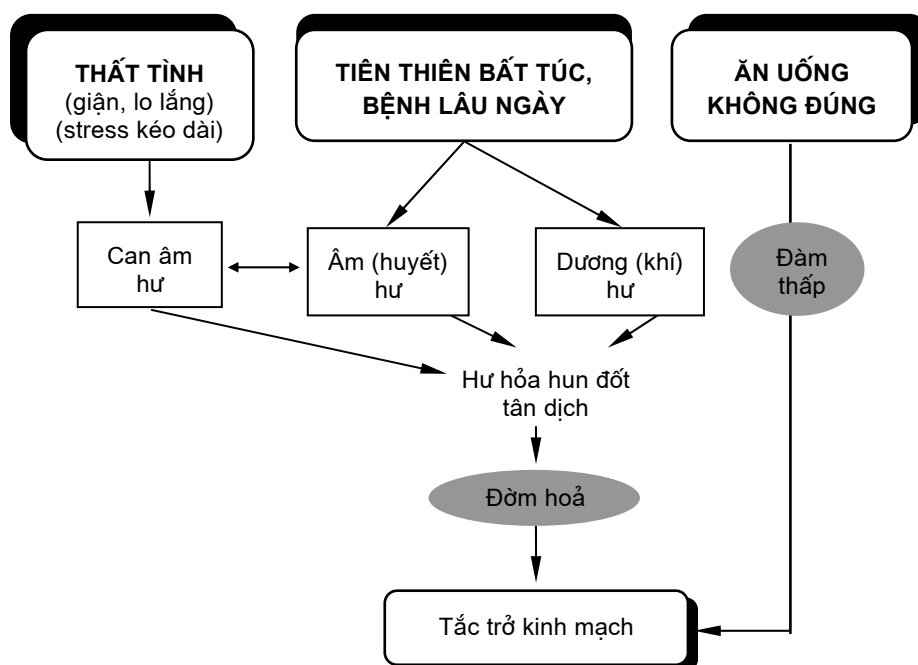 THẤT TÌNH
(giận, lo lắng)
(stress kéo dài)
TIÊN THIÊN BẤT TÚC,
BỆNH LÂU NGÀY
ĂN UỐNG
KHÔNG ĐÚNG
Can âm
hư
Âm (huyết)
hư
Dương (khí)
hư
Đàm
thấp
Hư hỏa hun đốt
tân dịch
Đờm hoả
Tắc trở kinh mạch